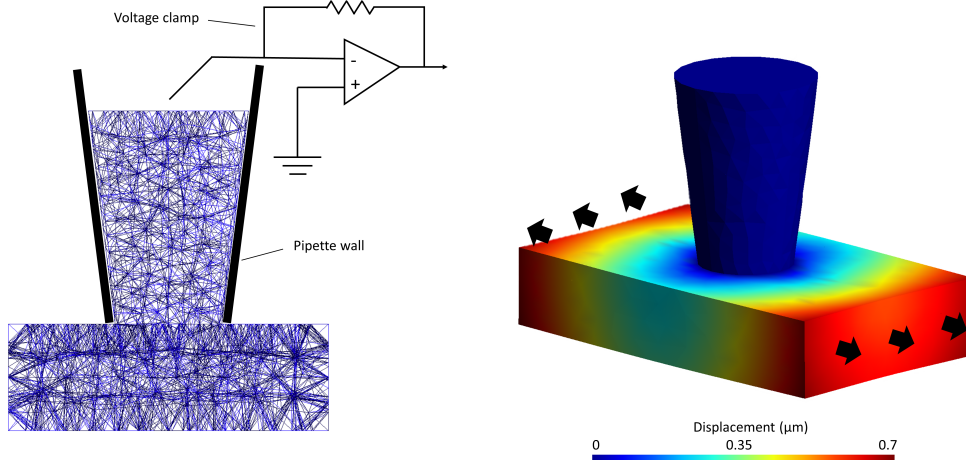 Voltage clamp
-
+
Pipette wall
Displacement (μm)
0 0.35 0.7